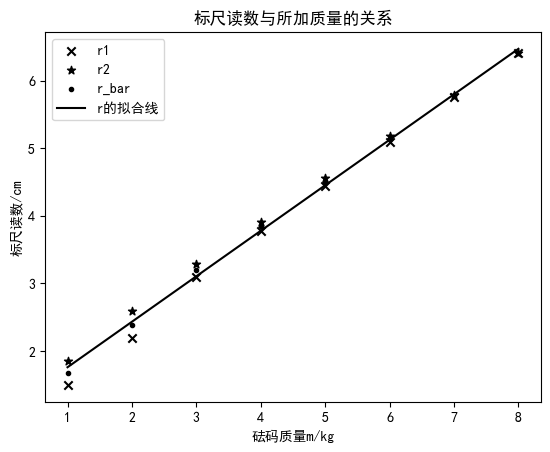 标尺读数与所加质量的关系
r1
r2
r_bar
r的拟合线
标尺读数/cm
6
5
4
3
2
1 2 3 4 5 6 7 8
砝码质量m/kg